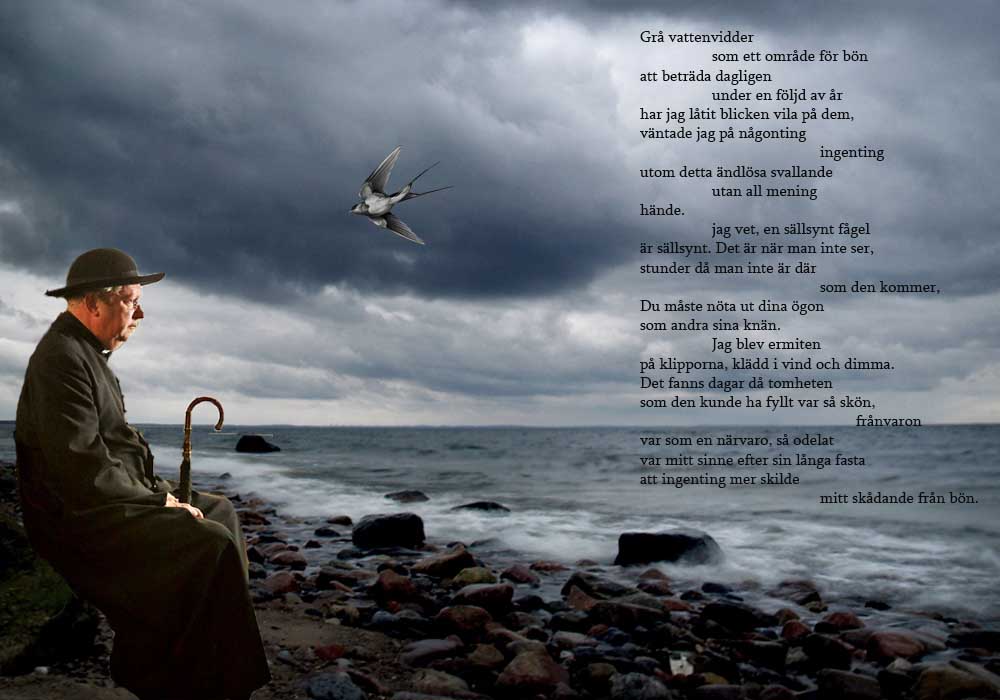 Grå vattenvidder
som ett område för bön
att beträda dagligen
under en följd av år
har jag låtit blicken vila på dem,
väntade jag på någonting
ingenting
utom detta ändlösa svallande
utan all mening
hände.
jag vet, en sällsynt fågel
är sällsynt. Det är när man inte ser,
stunder då man inte är där
som den kommer,
Du måste nöta ut dina ögon
som andra sina knän.
Jag blev ermiten
på klipporna, klädd i vind och dimma.
Det fanns dagar då tomheten
som den kunde ha fyllt var så skön,
frånvaron
var som en närvaro, så odelat
var mitt sinne efter sin långa fasta
att ingenting mer skilde
mitt skådande från bön.